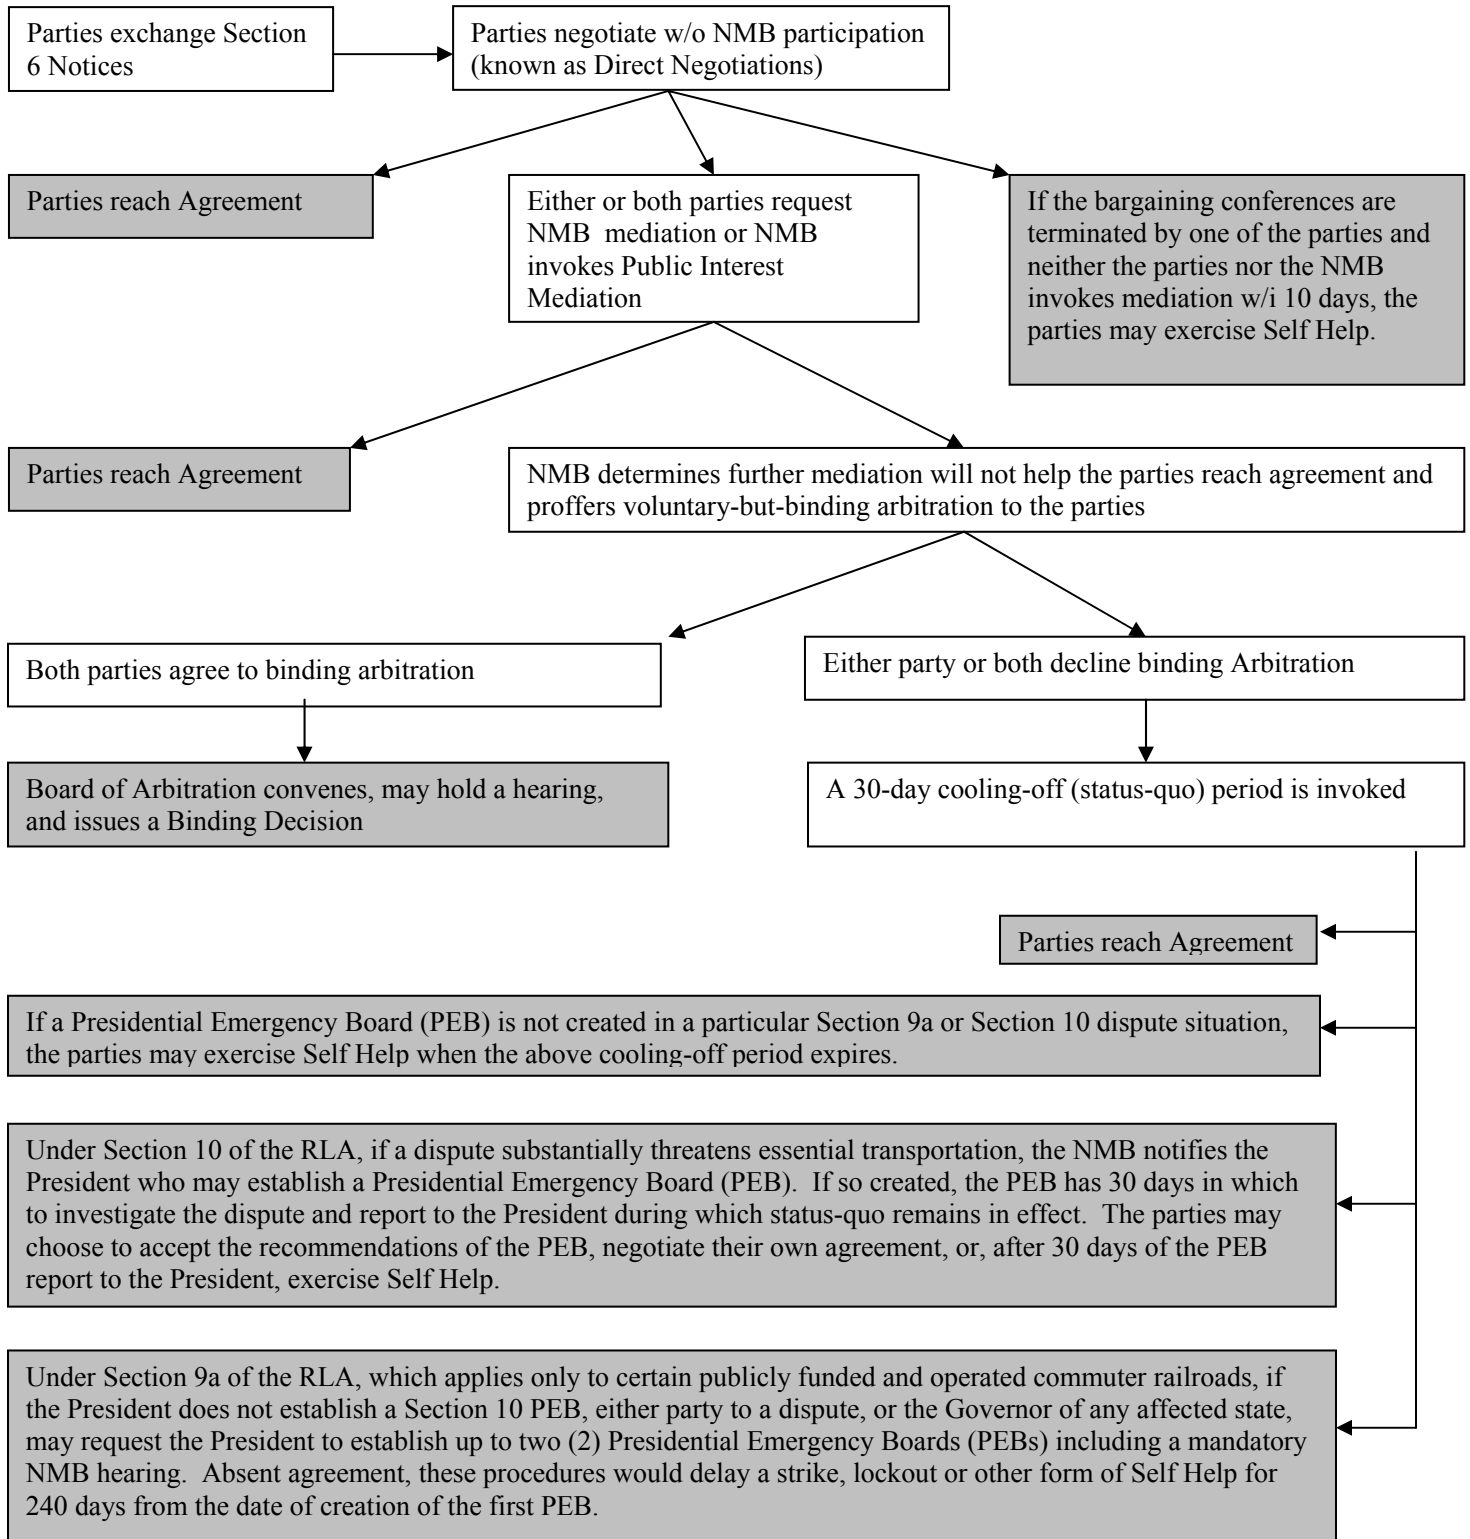 Parties exchange Section
6 Notices
Parties negotiate w/o NMB participation
(known as Direct Negotiations)
Parties reach Agreement
Either or both parties request
NMB mediation or NMB
invokes Public Interest
Mediation
If the bargaining conferences are
terminated by one of the parties and
neither the parties nor the NMB
invokes mediation w/i 10 days, the
parties may exercise Self Help.
Parties reach Agreement
NMB determines further mediation will not help the parties reach agreement and
proffers voluntary-but-binding arbitration to the parties
Both parties agree to binding arbitration
Either party or both decline binding Arbitration
Board of Arbitration convenes, may hold a hearing,
and issues a Binding Decision
A 30-day cooling-off (status-quo) period is invoked
Parties reach Agreement
If a Presidential Emergency Board (PEB) is not created in a particular Section 9a or Section 10 dispute situation,
the parties may exercise Self Help when the above cooling-off period expires.
Under Section 10 of the RLA, if a dispute substantially threatens essential transportation, the NMB notifies the
President who may establish a Presidential Emergency Board (PEB). If so created, the PEB has 30 days in which
to investigate the dispute and report to the President during which status-quo remains in effect. The parties may
choose to accept the recommendations of the PEB, negotiate their own agreement, or, after 30 days of the PEB
report to the President, exercise Self Help.
Under Section 9a of the RLA, which applies only to certain publicly funded and operated commuter railroads, if
the President does not establish a Section 10 PEB, either party to a dispute, or the Governor of any affected state,
may request the President to establish up to two (2) Presidential Emergency Boards (PEBs) including a mandatory
NMB hearing. Absent agreement, these procedures would delay a strike, lockout or other form of Self Help for
240 days from the date of creation of the first PEB.